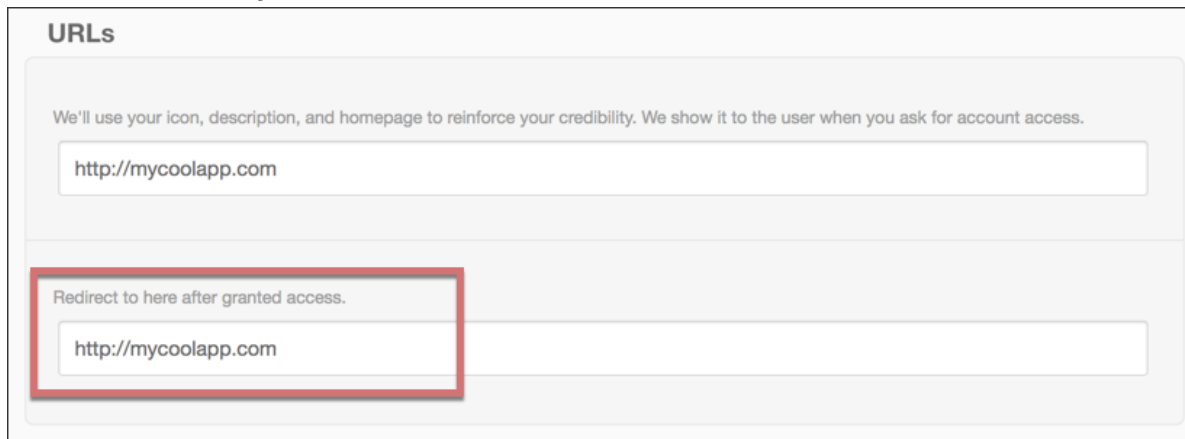 URLs
We'll use your icon, description, and homepage to reinforce your credibility. We show it to the user when you ask for account access.
http://mycoolapp.com
Redirect to here after granted access.
http://mycoolapp.com